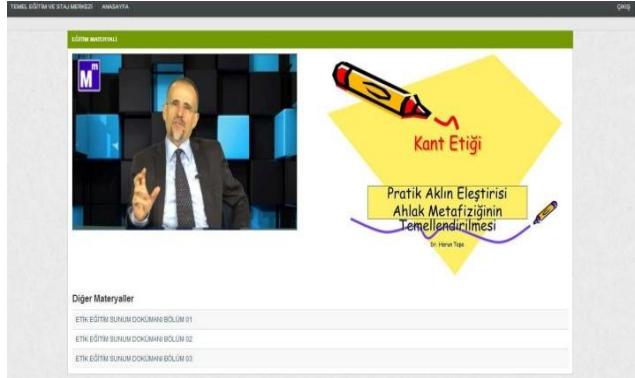 TEMEL EĞİTİM VE STAJ MERKEZİ ANASAYFA ÇIKIŞ
EĞİTİM MATERYALİ
Mm
Kant Etiği
Pratik Aklın Eleştirisi
Ahlak Metafiziğinin
Temellendirilmesi
Dr. Harun Tepe
Diğer Materyaller
ETİK EĞİTİM SUNUM DOKÜMANI BÖLÜM 01
ETİK EĞİTİM SUNUM DOKÜMANI BÖLÜM 02
ETİK EĞİTİM SUNUM DOKÜMANI BÖLÜM 03